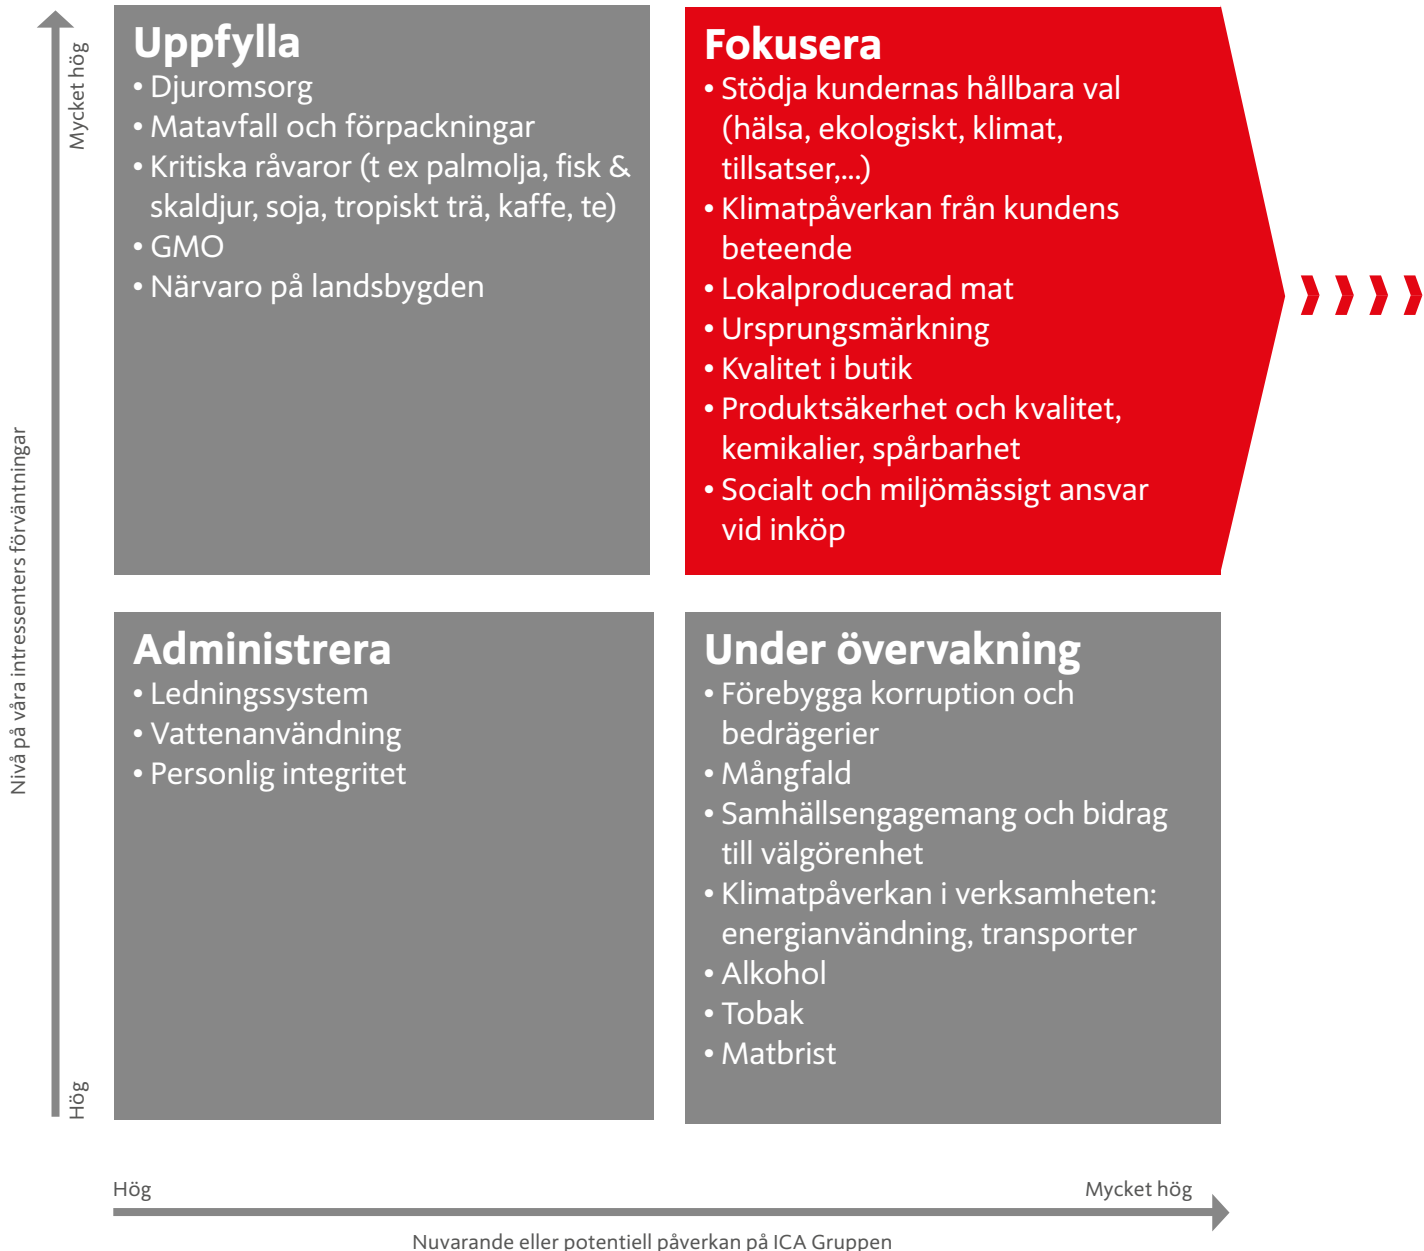 Mycket hög
Nivå på våra intressenters förväntningar
Hög
Uppfylla
• Djuromsorg
• Matavfall och förpackningar
• Kritiska råvaror (t ex palmolja, fisk &
skaldjur, soja, tropiskt trä, kaffe, te)
• GMO
• Närvaro på landsbygden
Fokusera
• Stödja kundernas hållbara val
(hälsa, ekologiskt, klimat,
tillsatser,...)
• Klimatpåverkan från kundens
beteende
• Lokalproducerad mat
• Ursprungsmärkning
• Kvalitet i butik
• Produktsäkerhet och kvalitet,
kemikalier, spårbarhet
• Socialt och miljömässigt ansvar
vid inköp
Administrera
• Ledningssystem
• Vattenanvändning
• Personlig integritet
Under övervakning
• Förebygga korruption och
bedrägerier
• Mångfald
• Samhällsengagemang och bidrag
till välgörenhet
• Klimatpåverkan i verksamheten:
energianvändning, transporter
• Alkohol
• Tobak
• Matbrist
Hög
Mycket hög
Nuvarande eller potentiell påverkan på ICA Gruppen